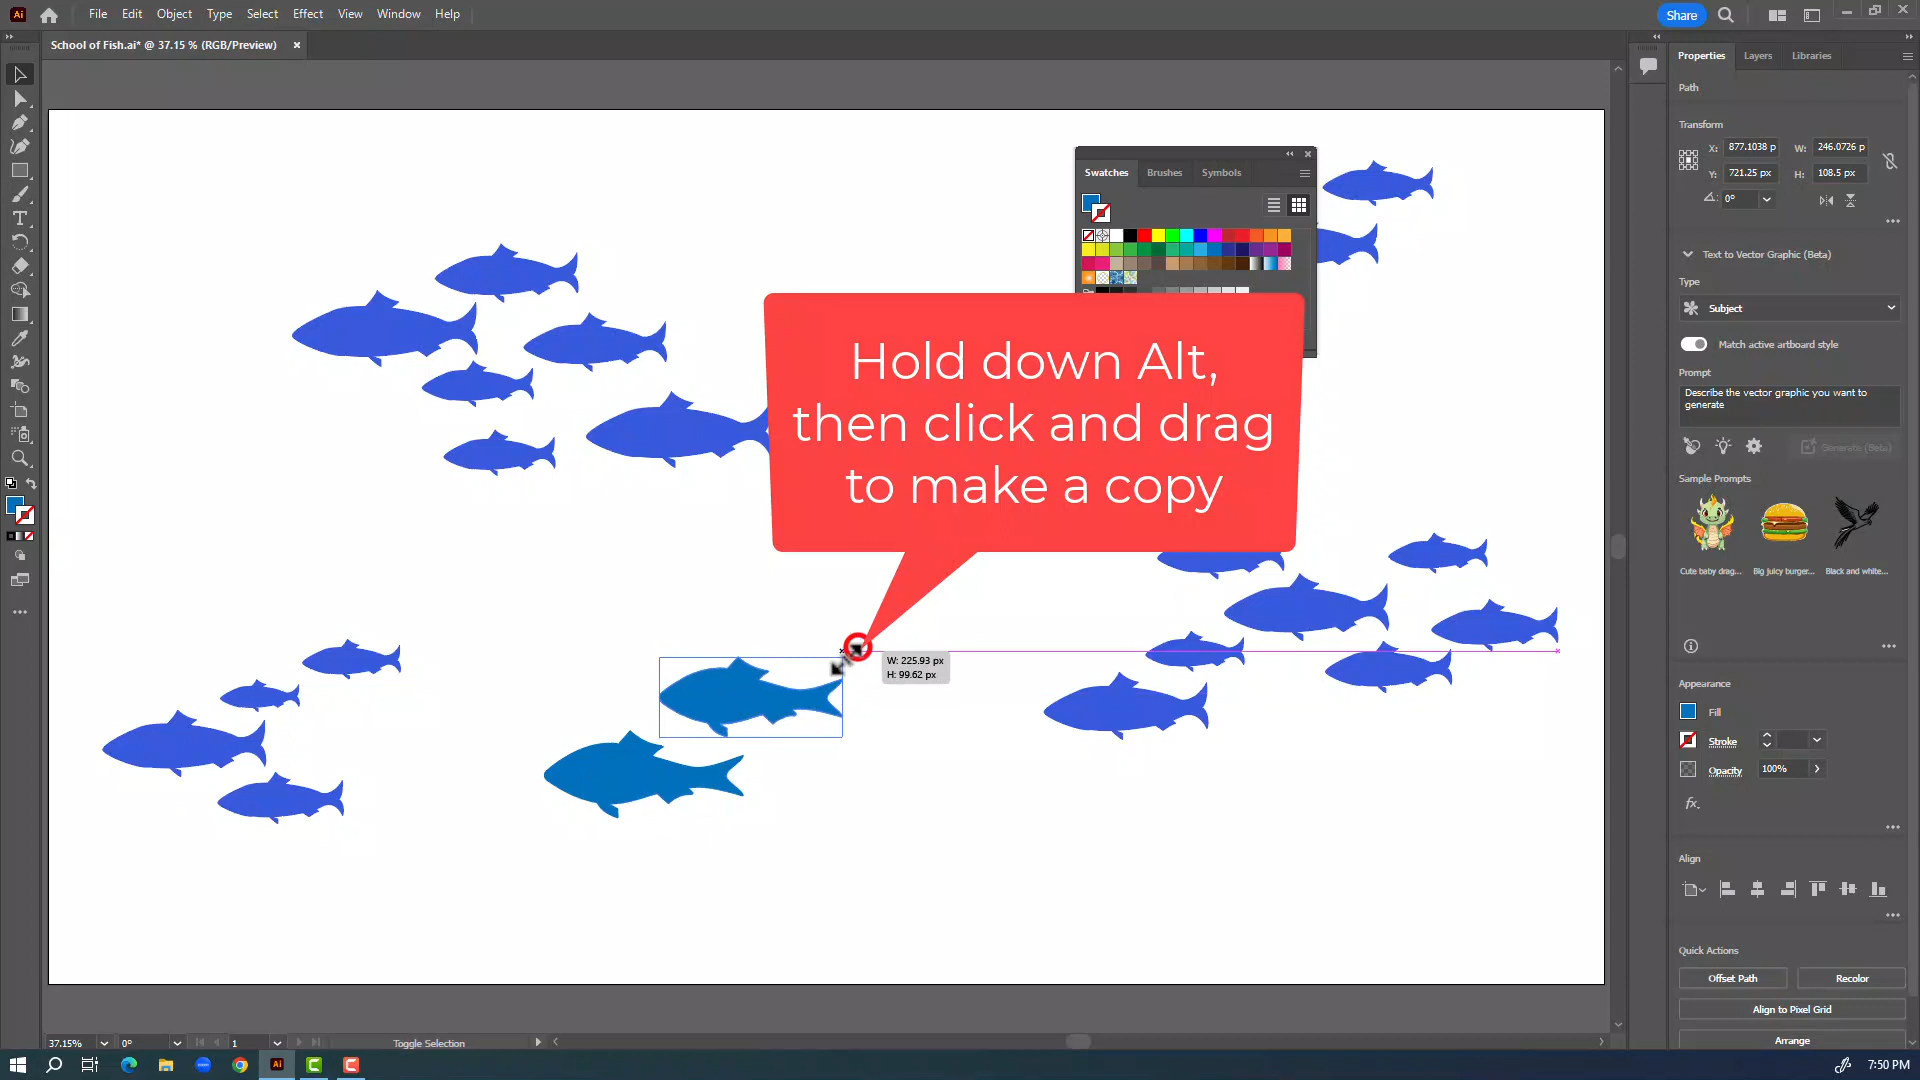 Ai
File Edit Object Type Select Effect View Window Help
Share
School of Fish.ai* @ 37.15 % (RGB/Preview) ×
Properties Layers Libraries
Path
Transform
X: 877.1038 p W: 246.0726 p
Y: 721.25 px H: 108.5 px
0°
Swatches Brushes Symbols
Text to Vector Graphic (Beta)
Type
Subject
Match active artboard style
Prompt
Describe the vector graphic you want to
generate
Generate (Beta)
Sample Prompts
Cute baby drag... Big juicy burger... Black and white...
Hold down Alt,
then click and drag
to make a copy
W: 225.93 px
H: 99.62 px
Appearance
Fill
Stroke
Opacity 100%
fx.
Align
Quick Actions
Offset Path Recolor
Align to Pixel Grid
Arrange
37.15% 0° 1 Toggle Selection
Ai
7:50 PM